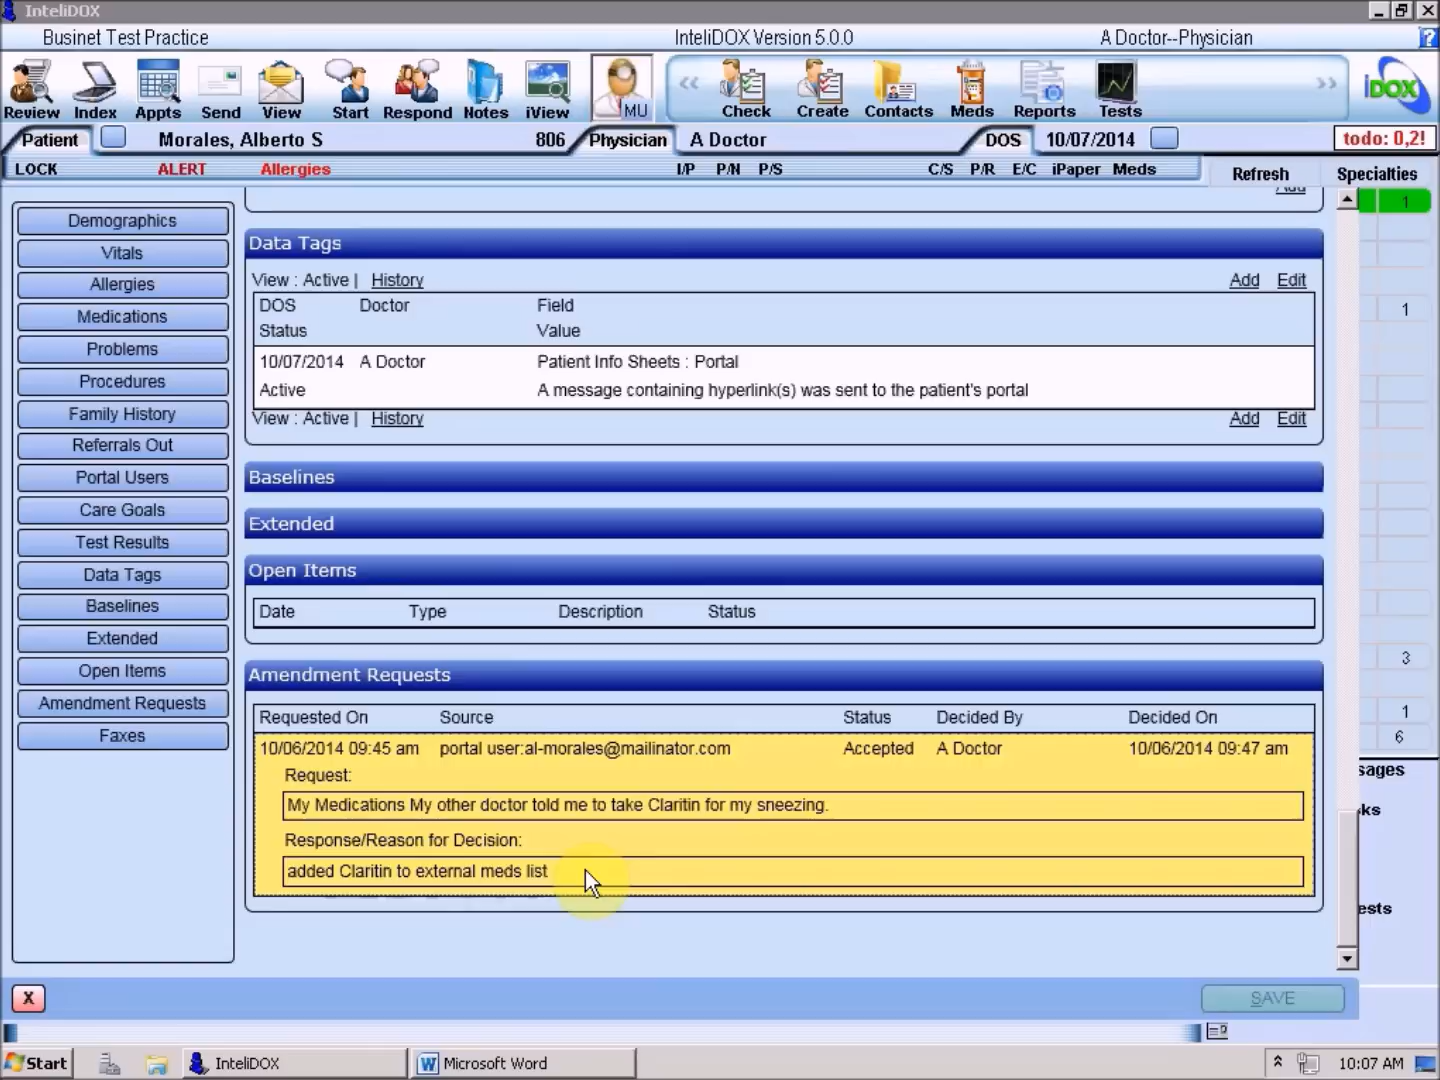 InteliDOX
Businet Test Practice InteliDOX Version 5.0.0 A Doctor--Physician ?
Review Index Appts Send View Start Respond Notes iView MU Check Create Contacts Meds Reports Tests iDOX
Patient Morales, Alberto S 806 Physician A Doctor DOS 10/07/2014 todo: 0,2!
LOCK ALERT Allergies I/P P/N P/S C/S P/R E/C iPaper Meds Refresh Specialties
Add
1
Demographics
Vitals
Allergies
Medications
Problems
Procedures
Family History
Referrals Out
Portal Users
Care Goals
Test Results
Data Tags
Baselines
Extended
Open Items
Amendment Requests
Faxes
Data Tags
View : Active | History Add Edit
DOS Doctor Field
Status Value
10/07/2014 A Doctor Patient Info Sheets : Portal
Active A message containing hyperlink(s) was sent to the patient's portal
View : Active | History Add Edit
Baselines
Extended
Open Items
Date Type Description Status
Amendment Requests
Requested On Source Status Decided By Decided On
10/06/2014 09:45 am portal user:al-morales@mailinator.com Accepted A Doctor 10/06/2014 09:47 am
Request:
My Medications My other doctor told me to take Claritin for my sneezing.
Response/Reason for Decision:
added Claritin to external meds list
1
3
1
6
sages
ks
ests
X SAVE
Start InteliDOX Microsoft Word 10:07 AM